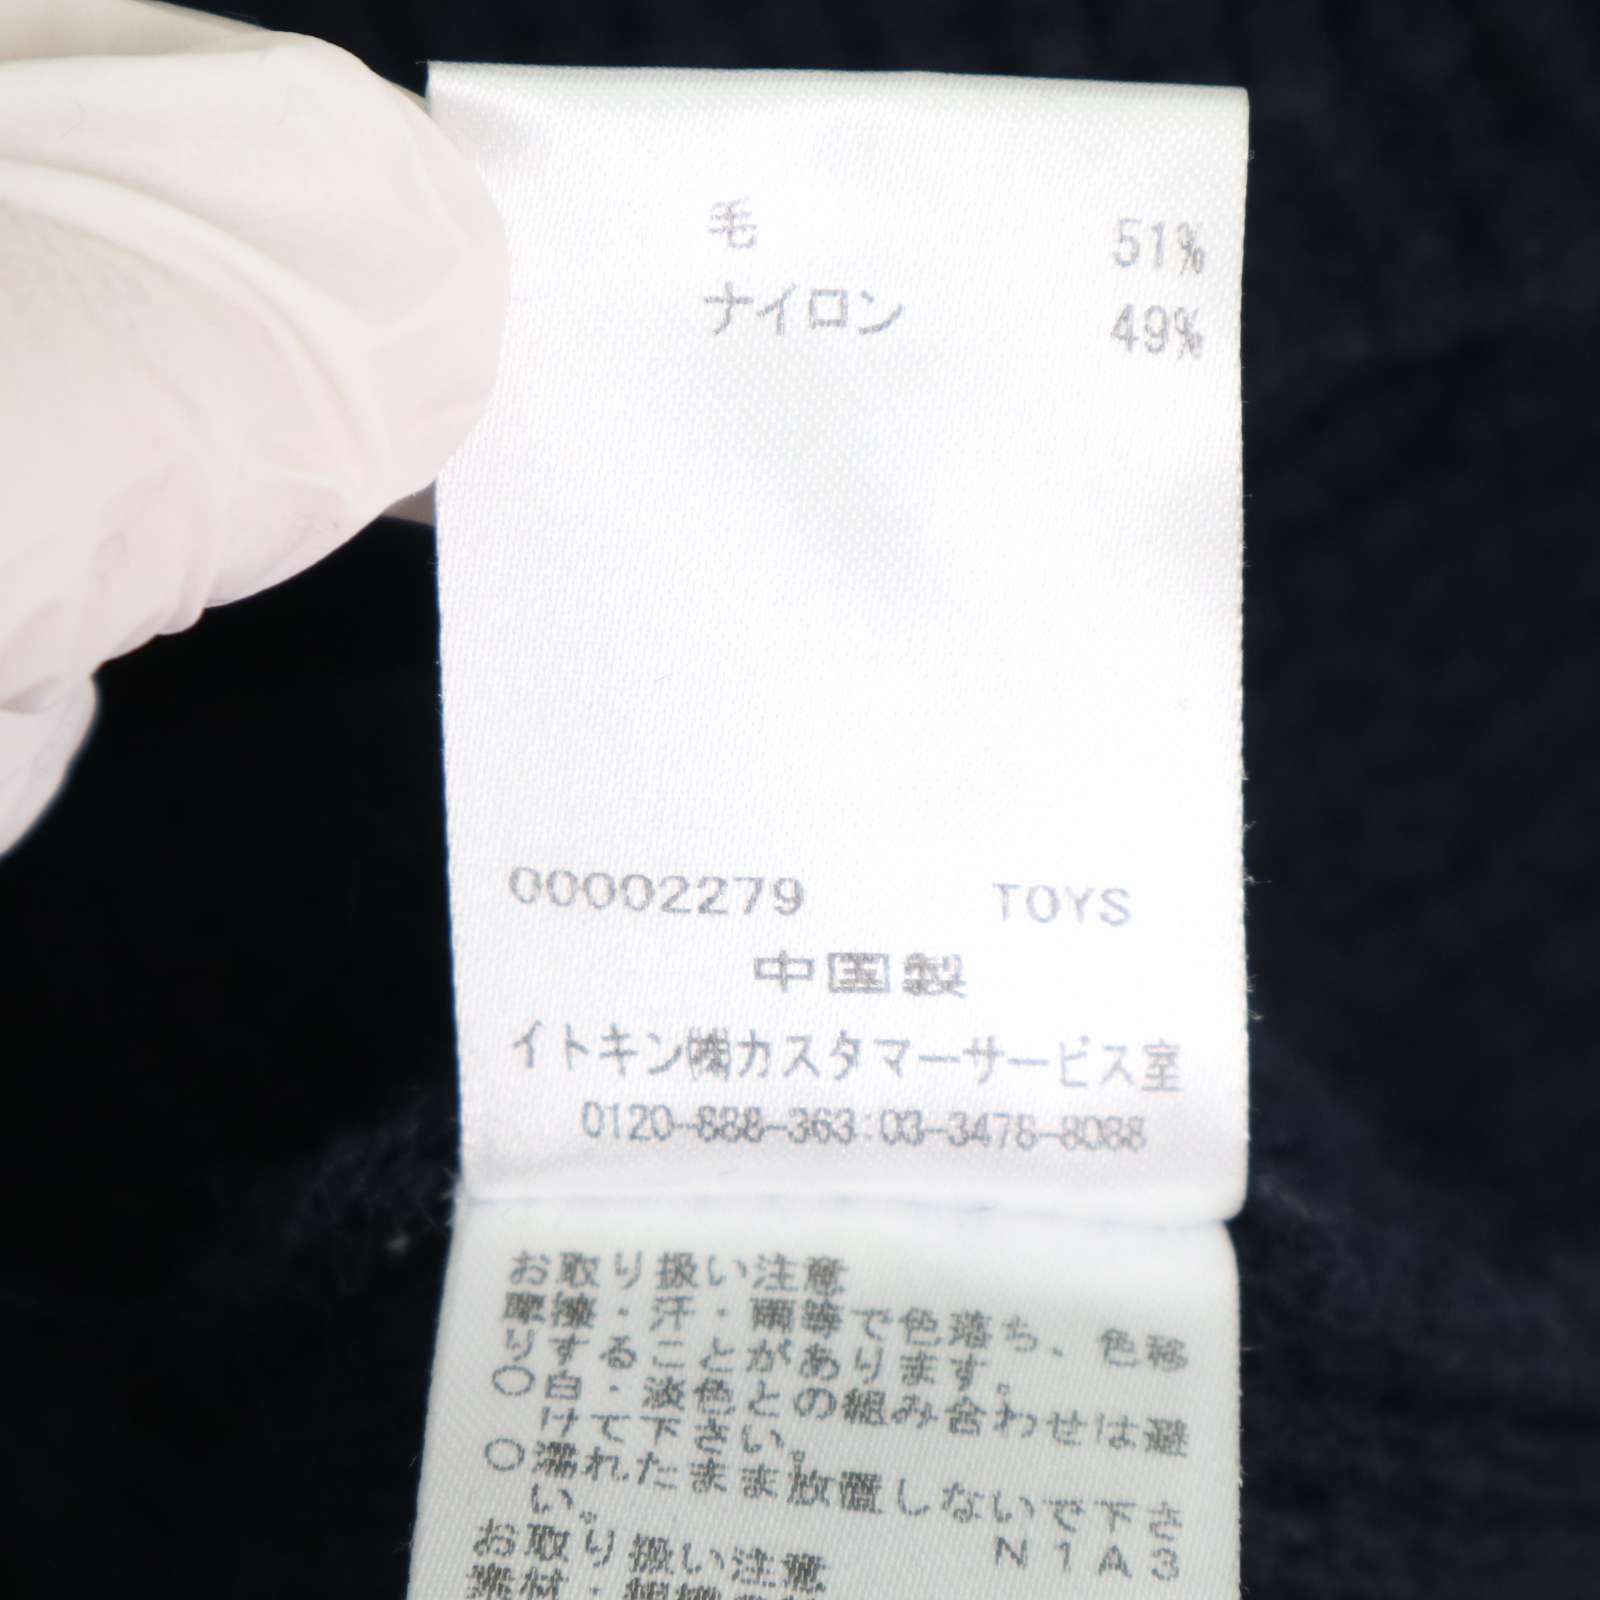 毛 51%
ナイロン 49%
00002279 TOYS
中国製
イトキン㈱カスタマーサービス室
0120-888-363:03-3478-8088
お取り扱い注意
摩擦・汗・雨等で色落ち、色移
りすることがあります。
○白・淡色との組み合わせは避
けて下さい。
○濡れたまま放置しないで下さ
い。
N1A3
お取り扱い注意
素材・組織